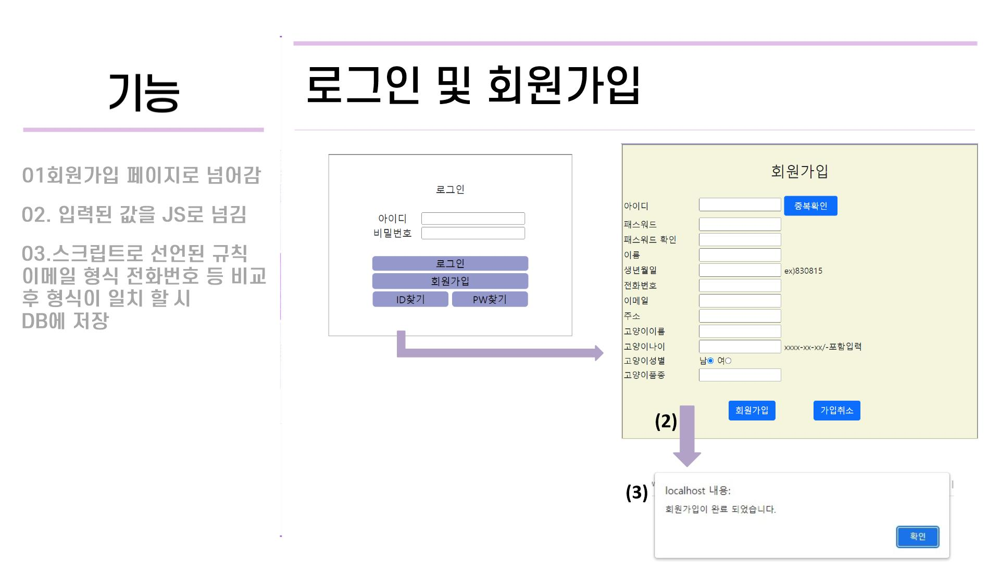 기능
01회원가입 페이지로 넘어감
02. 입력된 값을 JS로 넘김
03.스크립트로 선언된 규칙
이메일 형식 전화번호 등 비교
후 형식이 일치 할 시
DB에 저장
로그인 및 회원가입
로그인
아이디
비밀번호
로그인
회원가입
ID찾기 PW찾기
회원가입
아이디 중복확인
패스워드
패스워드 확인
이름
생년월일 ex)830815
전화번호
이메일
주소
고양이이름
고양이나이 xxxx-xx-xx/-포함입력
고양이성별 남 여
고양이품종
회원가입 가입취소
(2)
(3)
localhost 내용:
회원가입이 완료 되었습니다.
확인